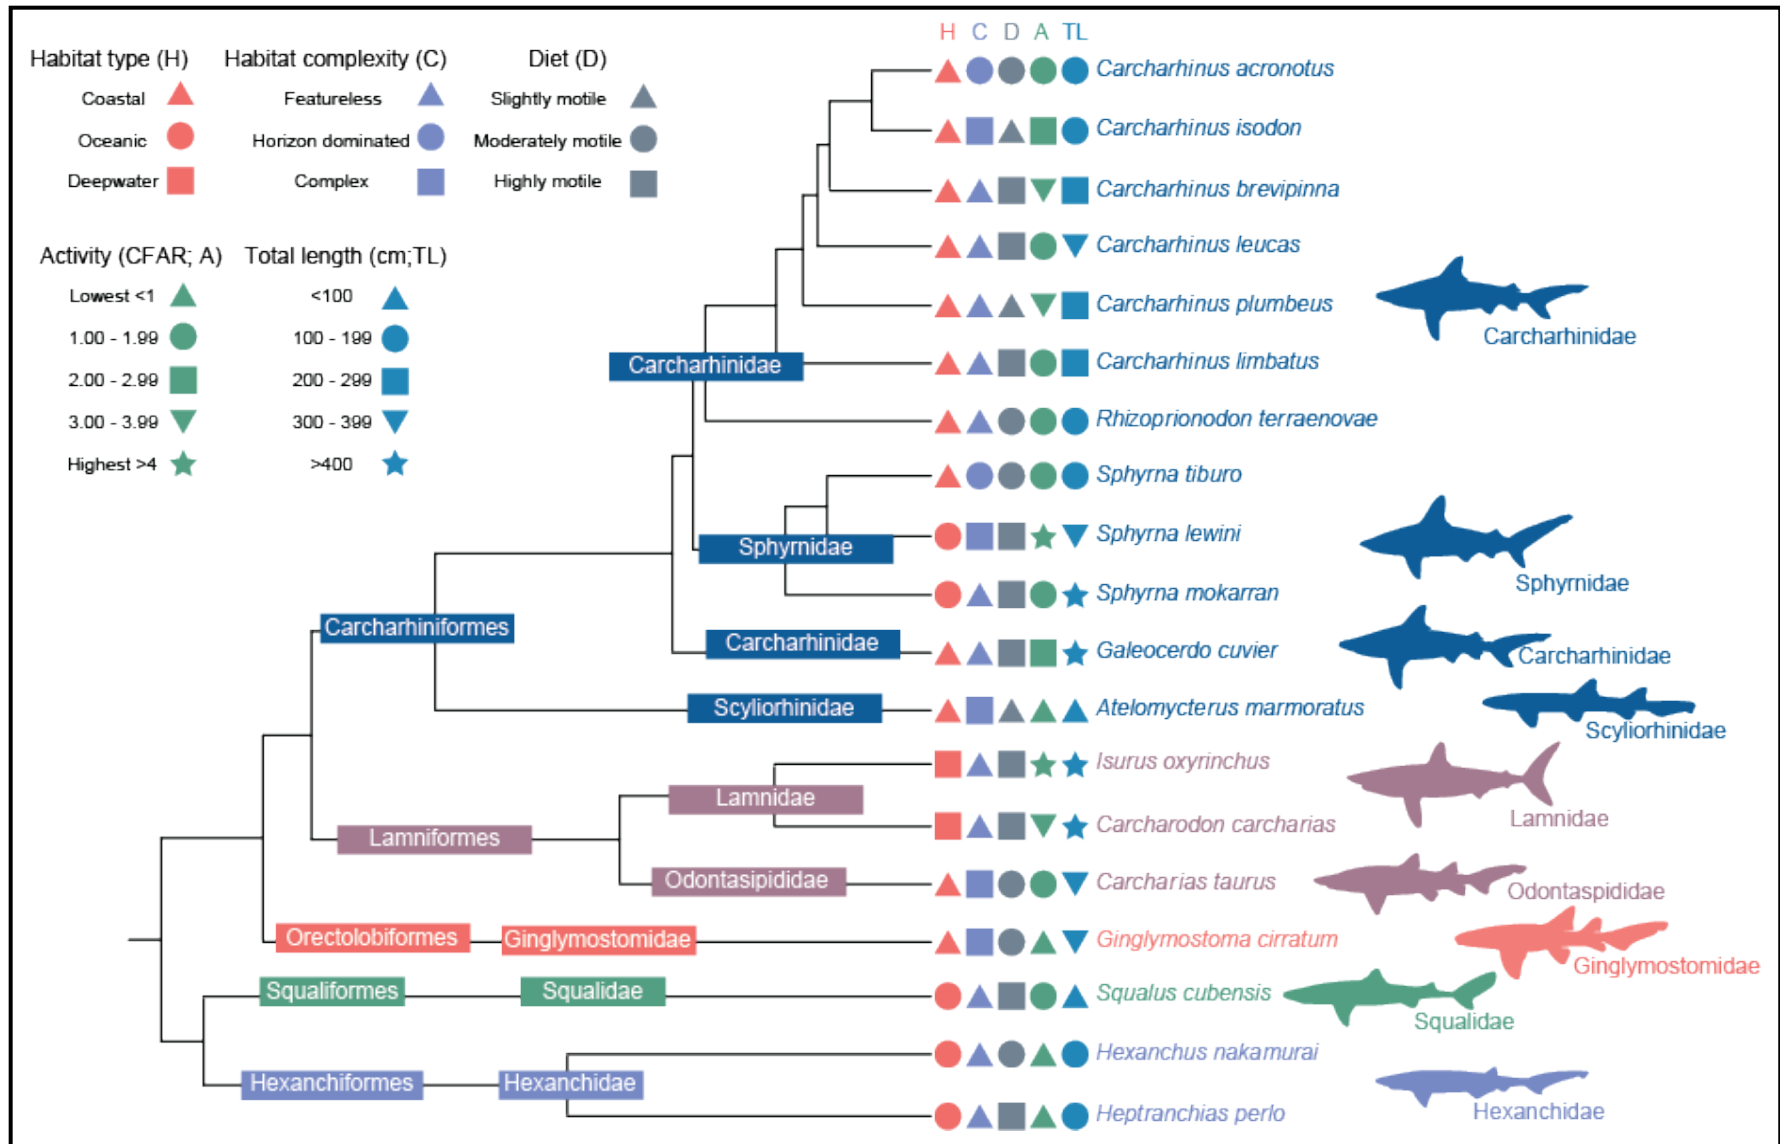 H C D A TL
Habitat type (H) Habitat complexity (C) Diet (D)
Coastal Featureless Slightly motile
Oceanic Horizon dominated Moderately motile
Deepwater Complex Highly motile
Activity (CFAR; A) Total length (cm;TL)
Lowest <1 <100
1.00 - 1.99 100 - 199
2.00 - 2.99 200 - 299
3.00 - 3.99 300 - 399
Highest >4 >400
Carcharhinus acronotus
Carcharhinus isodon
Carcharhinus brevipinna
Carcharhinus leucas
Carcharhinus plumbeus
Carcharhinidae
Carcharhinidae
Carcharhinus limbatus
Rhizoprionodon terraenovae
Sphyrna tiburo
Sphyrnidae
Sphyrna lewini
Sphyrnidae
Sphyrna mokarran
Carcharhiniformes
Carcharhinidae
Galeocerdo cuvier
Carcharhinidae
Scyliorhinidae
Atelomycterus marmoratus
Scyliorhinidae
Isurus oxyrinchus
Lamnidae
Lamnidae
Carcharodon carcharias
Lamniformes
Odontasipididae
Carcharias taurus
Odontaspididae
Orectolobiformes
Ginglymostomidae
Ginglymostoma cirratum
Ginglymostomidae
Squaliformes
Squalidae
Squalus cubensis
Squalidae
Hexanchus nakamurai
Hexanchiformes
Hexanchidae
Heptranchias perlo
Hexanchidae